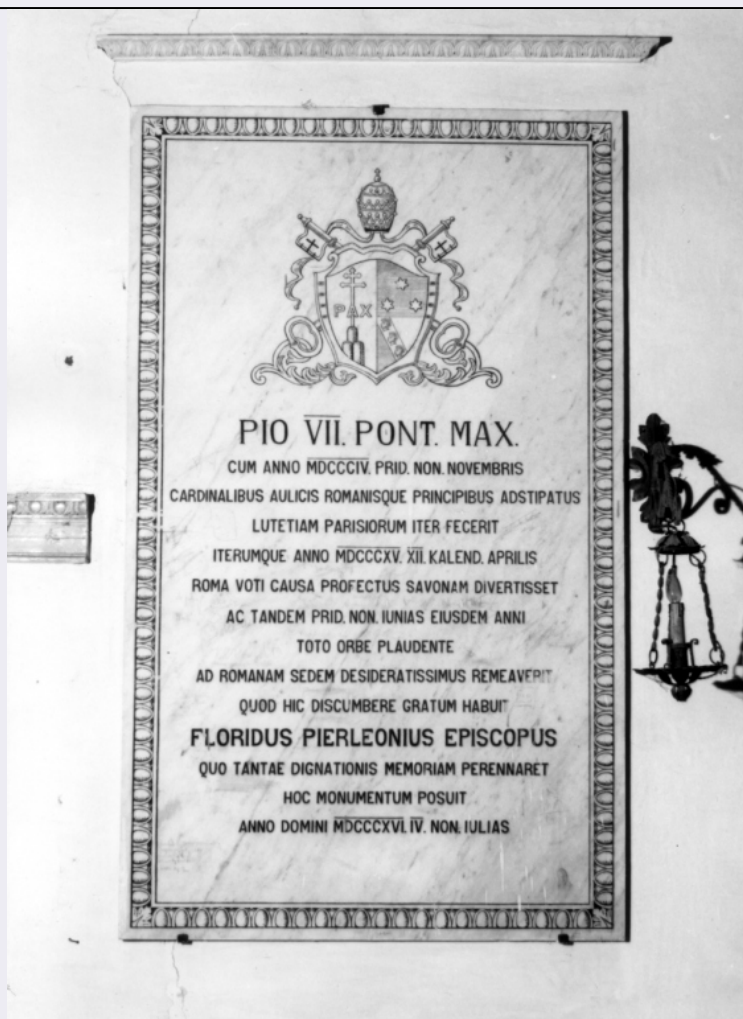 PAX
PIO VII. PONT. MAX.
CUM ANNO MDCCCIV. PRID. NON. NOVEMBRIS
CARDINALIBUS AULICIS ROMANISQUE PRINCIPIBUS ADSTIPATUS
LUTETIAM PARISIORUM ITER FECERIT
ITERUMQUE ANNO MDCCCXV. XII. KALEND. APRILIS
ROMA VOTI CAUSA PROFECTUS SAVONAM DIVERTISSET
AC TANDEM PRID. NON. IUNIAS EIUSDEM ANNI
TOTO ORBE PLAUDENTE
AD ROMANAM SEDEM DESIDERATISSIMUS REMEAVERIT
QUOD HIC DISCUMBERE GRATUM HABUIT
FLORIDUS PIERLEONIUS EPISCOPUS
QUO TANTAE DIGNATIONIS MEMORIAM PERENNARET
HOC MONUMENTUM POSUIT
ANNO DOMINI MDCCCXVI. IV. NON. IULIAS